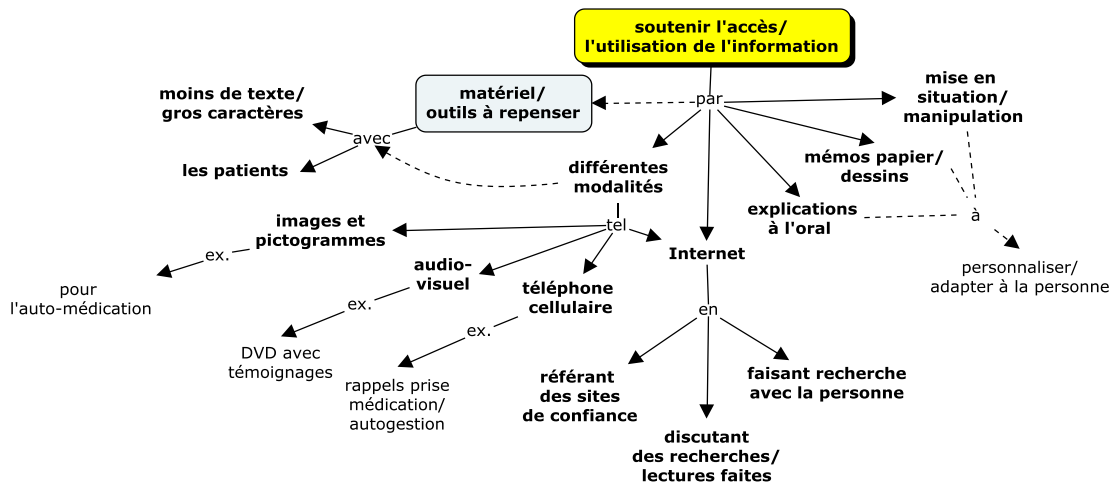 soutenir l'accès/
l'utilisation de l'information
par
matériel/
outils à repenser
mise en
situation/
manipulation
moins de texte/
gros caractères
avec
les patients
différentes
modalités
mémos papier/
dessins
explications
à l'oral
à
personnaliser/
adapter à la personne
tel
images et
pictogrammes
ex.
pour
l'auto-médication
audio-
visuel
ex.
DVD avec
témoignages
téléphone
cellulaire
ex.
rappels prise
médication/
autogestion
Internet
en
référant
des sites
de confiance
discutant
des recherches/
lectures faites
faisant recherche
avec la personne